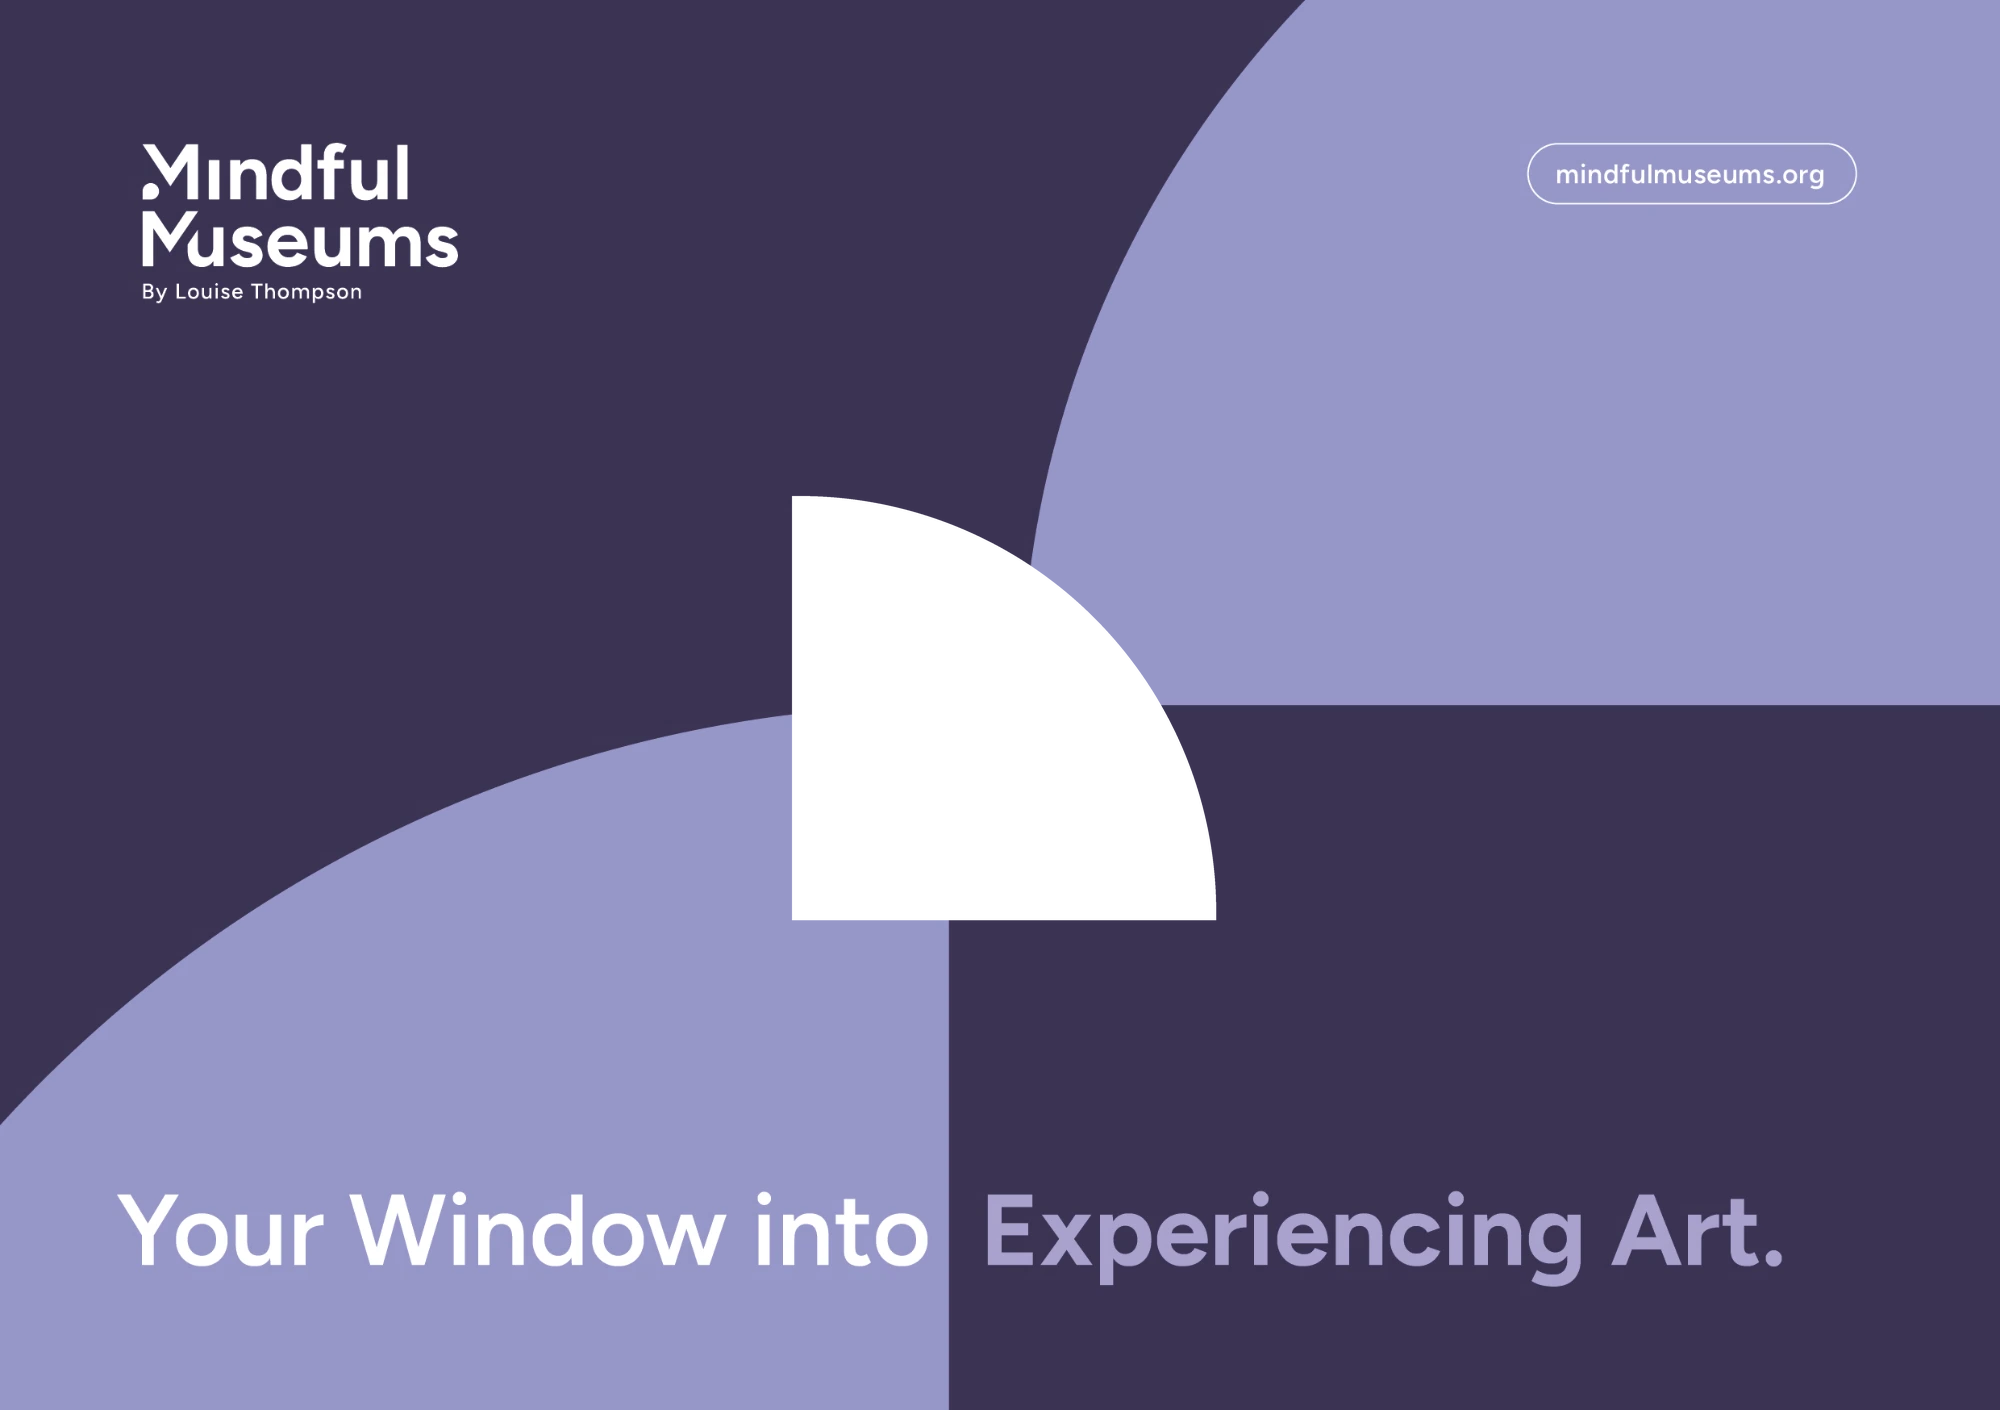 Mindful
Museums
By Louise Thompson
mindfulmuseums.org
Your Window into Experiencing Art.